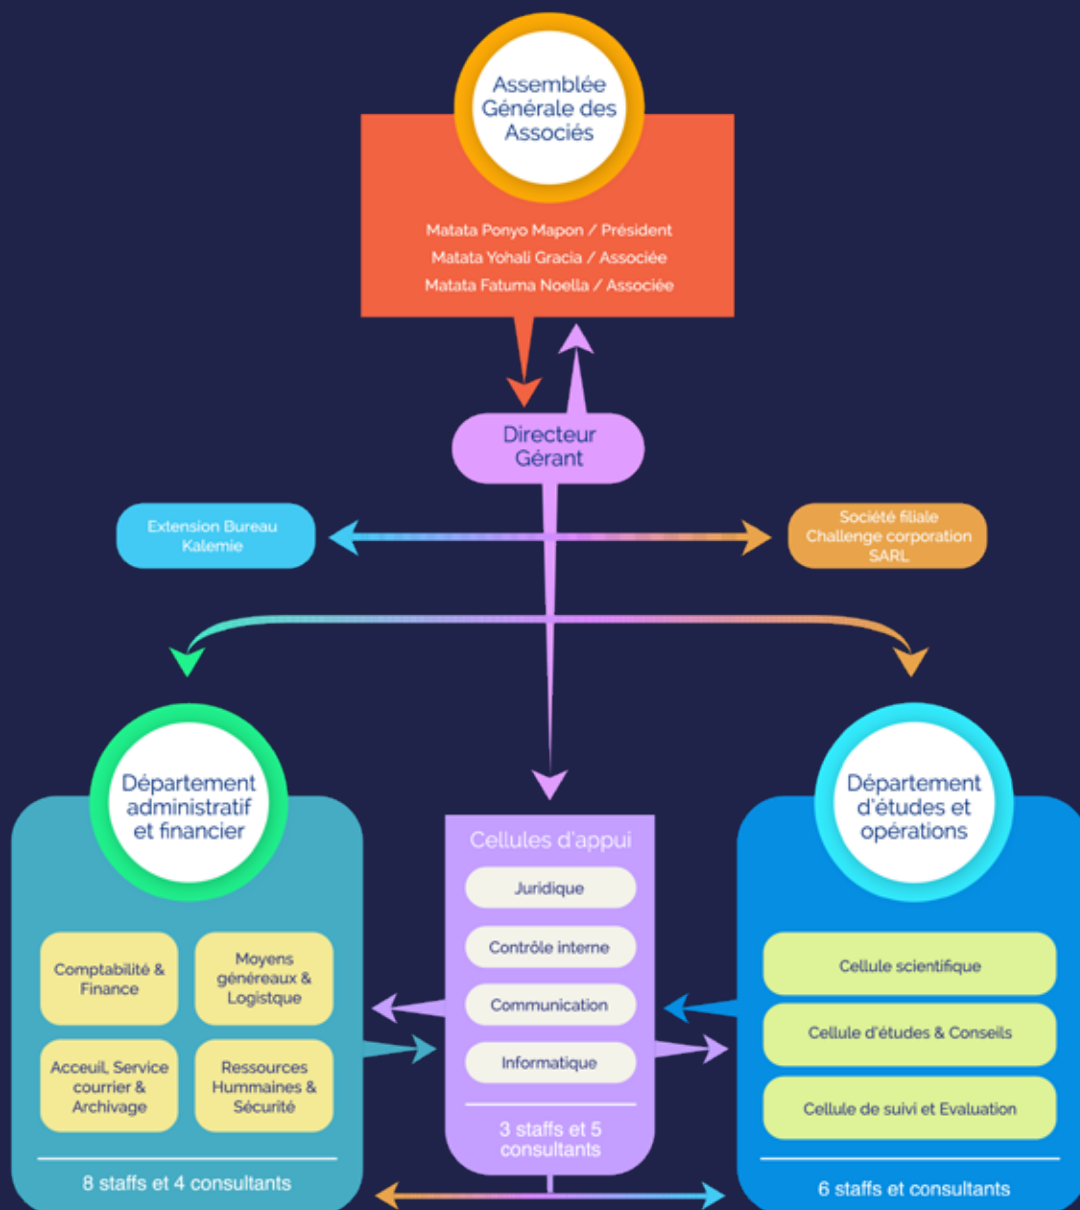 Assemblée
Générale des
Associés
Matata Ponyo Mapon / Président
Matata Yohali Gracia / Associée
Matata Fatuma Noella / Associée
Directeur
Gérant
Extension Bureau
Kalemie
Société filiale
Challenge corporation
SARL
Département
administratif
et financier
Comptabilité &
Finance
Moyens
généreaux &
Logistque
Acceuil, Service
courrier &
Archivage
Ressources
Hummaines &
Sécurité
8 staffs et 4 consultants
Cellules d'appui
Juridique
Contrôle interne
Communication
Informatique
3 staffs et 5
consultants
Département
d'études et
opérations
Cellule scientifique
Cellule d'études & Conseils
Cellule de suivi et Evaluation
6 staffs et consultants